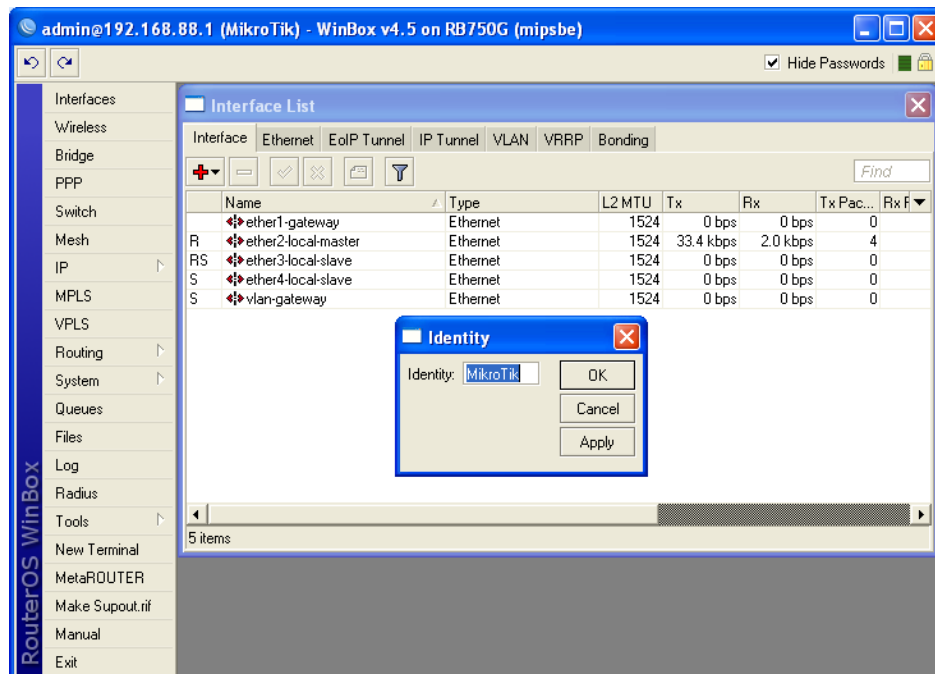 admin@192.168.88.1 (MikroTik) - WinBox v4.5 on RB750G (mipsbe)
Hide Passwords
RouterOS WinBox
Interfaces
Wireless
Bridge
PPP
Switch
Mesh
IP
MPLS
VPLS
Routing
System
Queues
Files
Log
Radius
Tools
New Terminal
MetaROUTER
Make Supout.rif
Manual
Exit
Interface List
Interface Ethernet EoIP Tunnel IP Tunnel VLAN VRRP Bonding
Find
Name Type L2 MTU Tx Rx Tx Pac... Rx P
ether1-gateway Ethernet 1524 0 bps 0 bps 0
R ether2-local-master Ethernet 1524 33.4 kbps 2.0 kbps 4
RS ether3-local-slave Ethernet 1524 0 bps 0 bps 0
S ether4-local-slave Ethernet 1524 0 bps 0 bps 0
S vlan-gateway Ethernet 1524 0 bps 0 bps 0
Identity
Identity: MikroTik OK
Cancel
Apply
5 items